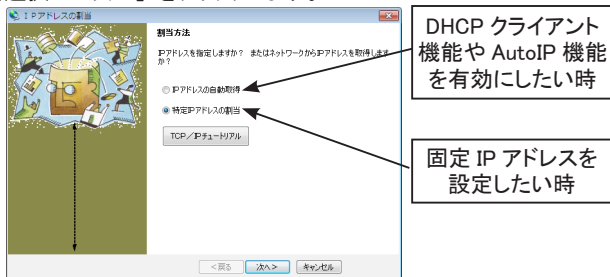 IPアドレスの割当
割当方法
IPアドレスを指定しますか？ またはネットワークからIPアドレスを取得します
か？
IPアドレスの自動取得
特定IPアドレスの割当
TCP／IPチュートリアル
<戻る 次へ> キャンセル
DHCP クライアント
機能や AutoIP 機能
を有効にしたい時
固定 IP アドレスを
設定したい時